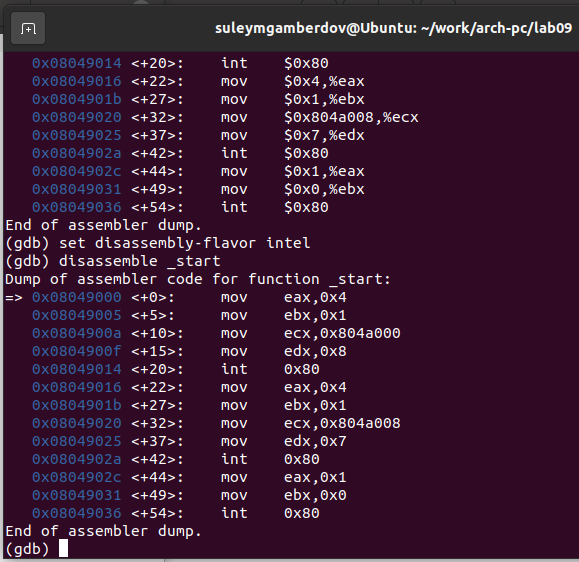 suleymgamberdov@Ubuntu: ~/work/arch-pc/lab09
0x08049014 <+20>: int $0x80
0x08049016 <+22>: mov $0x4,%eax
0x0804901b <+27>: mov $0x1,%ebx
0x08049020 <+32>: mov $0x804a008,%ecx
0x08049025 <+37>: mov $0x7,%edx
0x0804902a <+42>: int $0x80
0x0804902c <+44>: mov $0x1,%eax
0x08049031 <+49>: mov $0x0,%ebx
0x08049036 <+54>: int $0x80
End of assembler dump.
(gdb) set disassembly-flavor intel
(gdb) disassemble _start
Dump of assembler code for function _start:
=> 0x08049000 <+0>: mov eax,0x4
0x08049005 <+5>: mov ebx,0x1
0x0804900a <+10>: mov ecx,0x804a000
0x0804900f <+15>: mov edx,0x8
0x08049014 <+20>: int 0x80
0x08049016 <+22>: mov eax,0x4
0x0804901b <+27>: mov ebx,0x1
0x08049020 <+32>: mov ecx,0x804a008
0x08049025 <+37>: mov edx,0x7
0x0804902a <+42>: int 0x80
0x0804902c <+44>: mov eax,0x1
0x08049031 <+49>: mov ebx,0x0
0x08049036 <+54>: int 0x80
End of assembler dump.
(gdb)